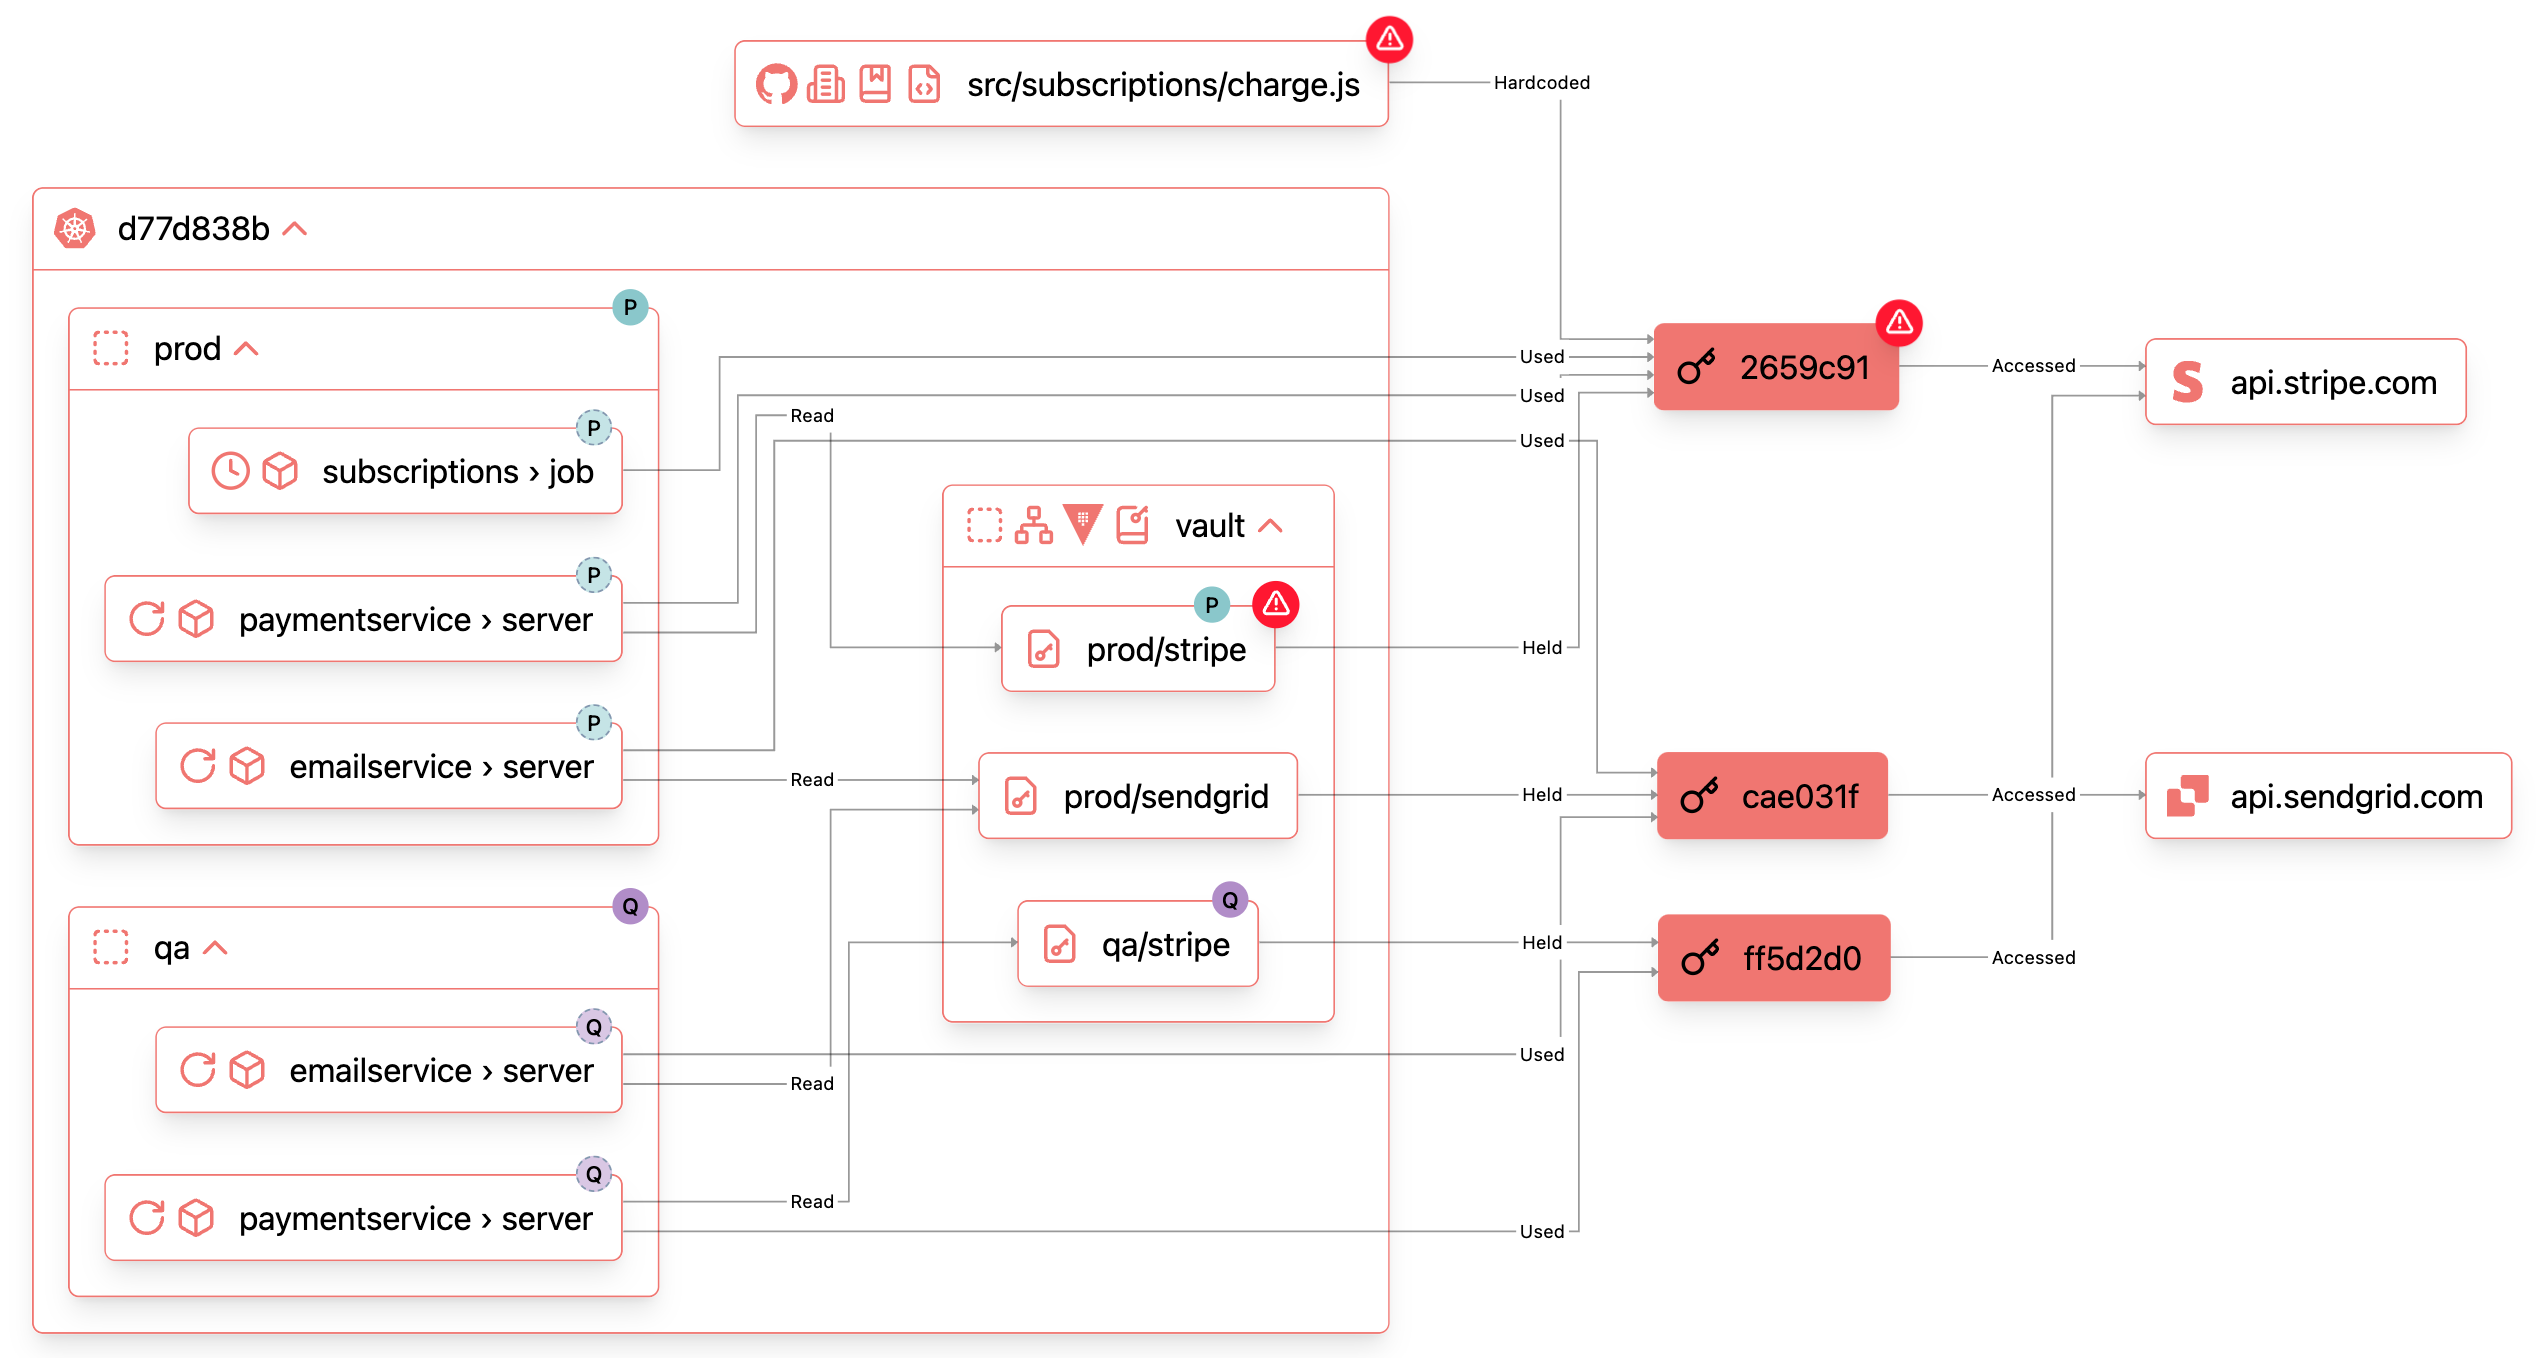 src/subscriptions/charge.js
Hardcoded
d77d838b
P
prod
P
subscriptions › job
P
paymentservice › server
P
emailservice › server
Q
qa
Q
emailservice › server
Q
paymentservice › server
Read
Read
Read
Read
vault
P
prod/stripe
prod/sendgrid
Q
qa/stripe
Used
Used
Used
Held
Held
Held
Used
Used
2659c91
cae031f
ff5d2d0
Accessed
Accessed
Accessed
S
api.stripe.com
api.sendgrid.com